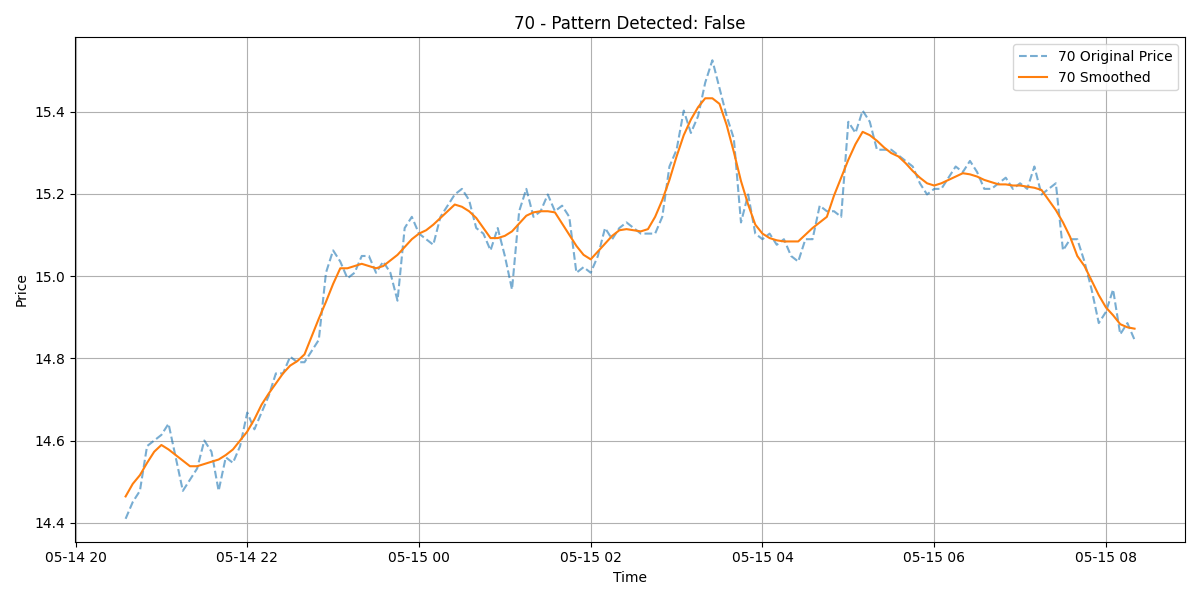 70 - Pattern Detected: False
70 Original Price
70 Smoothed
Price
15.4
15.2
15.0
14.8
14.6
14.4
05-14 20
05-14 22
05-15 00
05-15 02
05-15 04
05-15 06
05-15 08
Time